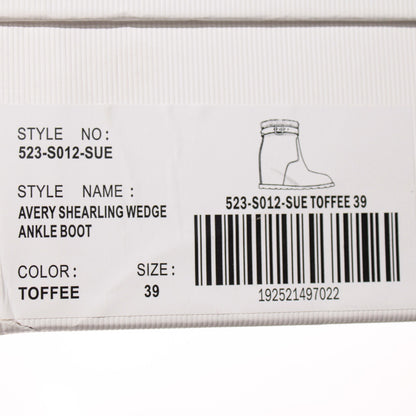 STYLE NO:
523-S012-SUE
STYLE NAME:
AVERY SHEARLING WEDGE
ANKLE BOOT
COLOR: SIZE:
TOFFEE 39
523-S012-SUE TOFFEE 39
192521497022